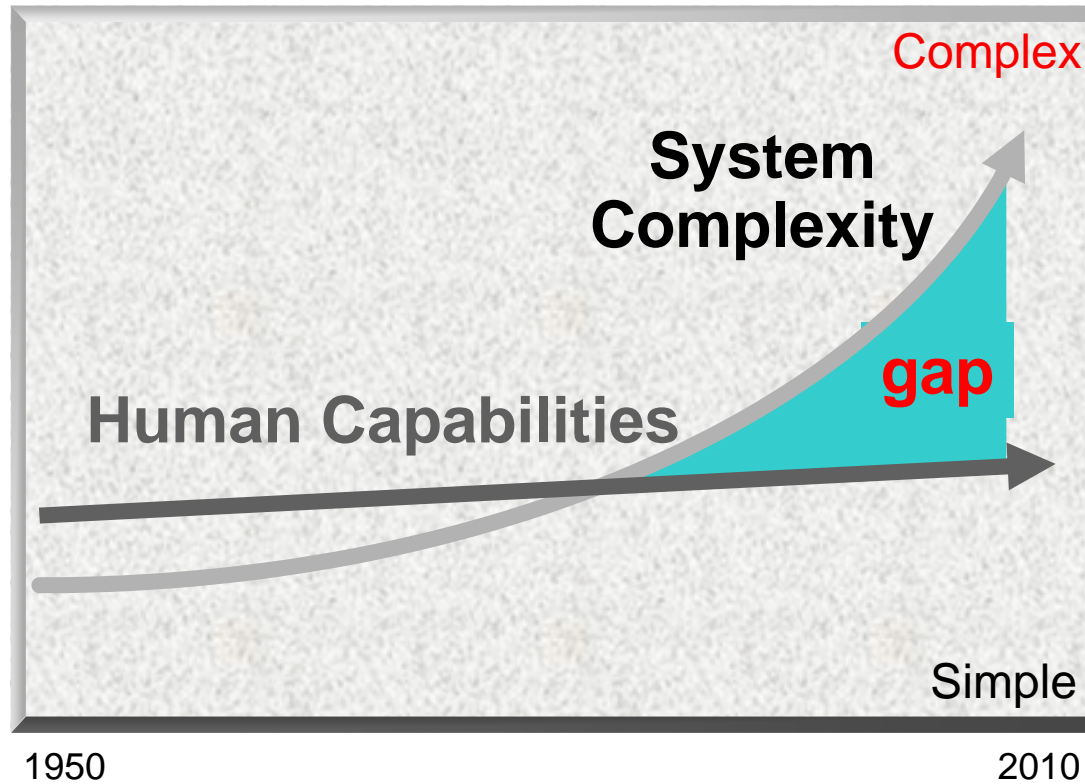 Complex
System
Complexity
gap
Human Capabilities
Simple
1950
2010